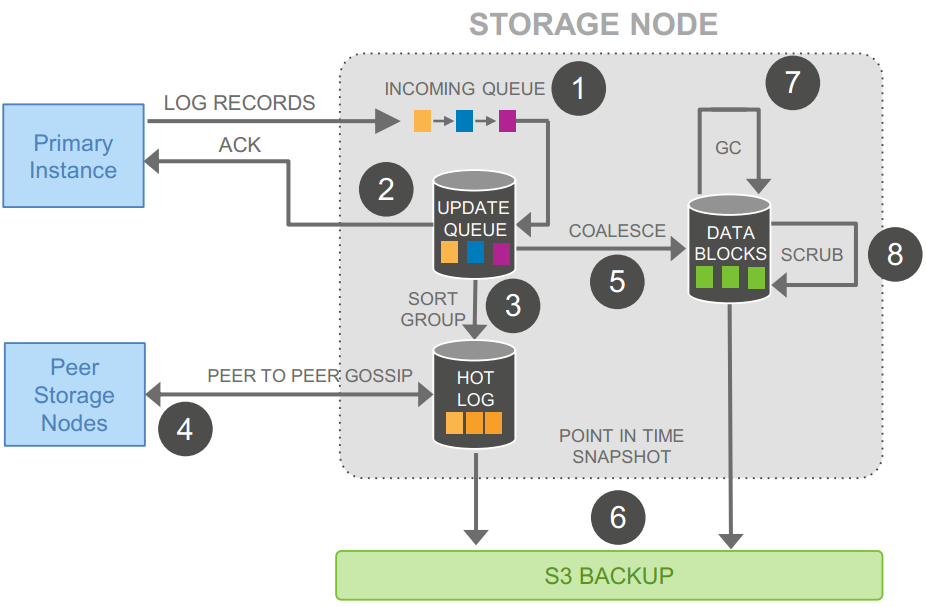 STORAGE NODE
INCOMING QUEUE
1
7
LOG RECORDS
Primary
Instance
ACK
GC
2
UPDATE
QUEUE
COALESCE
DATA
BLOCKS
SCRUB
8
5
SORT
GROUP
3
Peer
Storage
Nodes
PEER TO PEER GOSSIP
HOT
LOG
4
POINT IN TIME
SNAPSHOT
6
S3 BACKUP